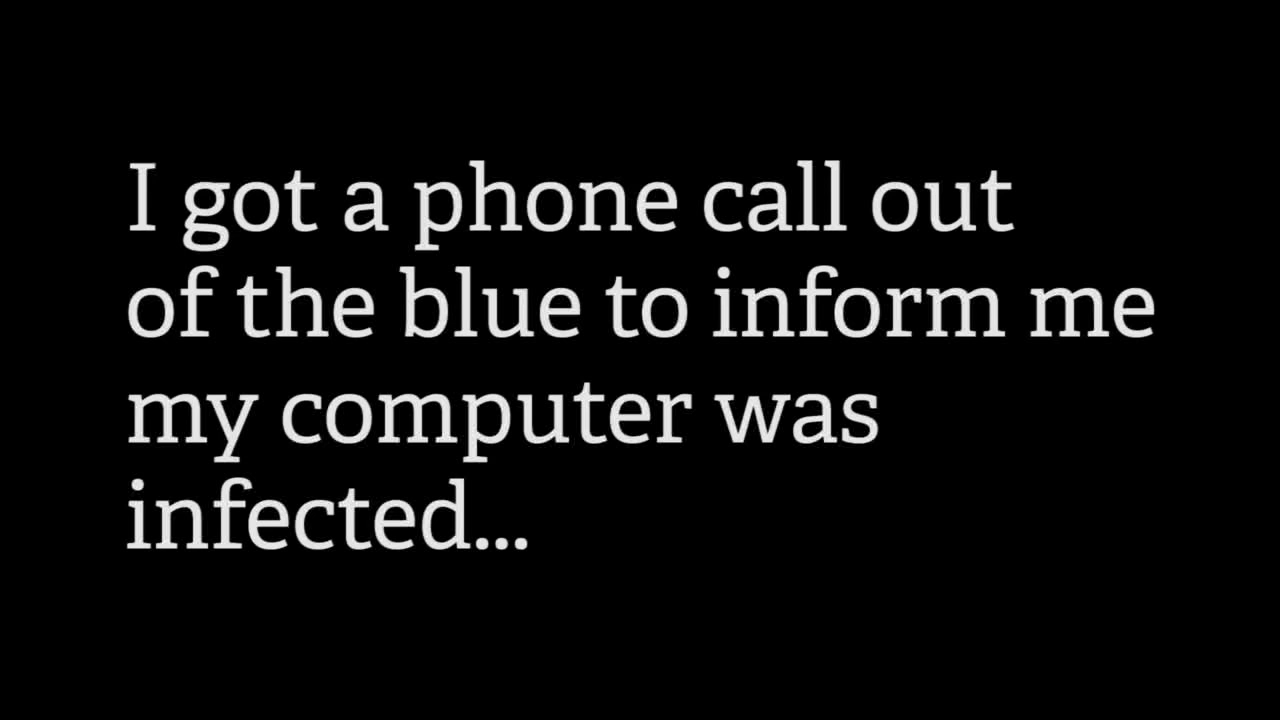 I got a phone call out
of the blue to inform me
my computer was
infected...